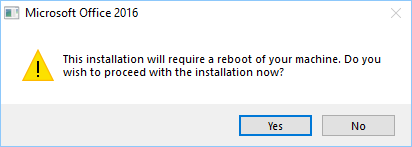 Microsoft Office 2016
This installation will require a reboot of your machine. Do you
wish to proceed with the installation now?
Yes No